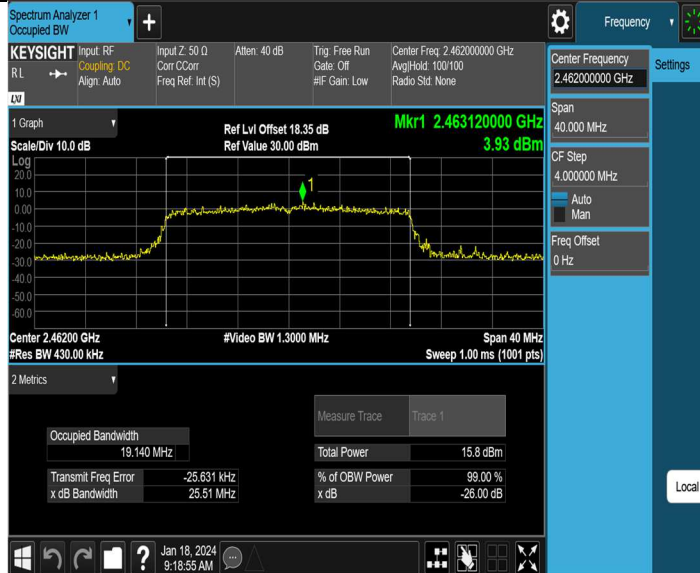 Spectrum Analyzer 1
Occupied BW
Frequency
KEYSIGHT
Input: RF
Coupling: DC
Align: Auto
Input Z: 50 Ω
Corr CCorr
Freq Ref: Int (S)
Atten: 40 dB
Trig: Free Run
Gate: Off
#IF Gain: Low
Center Freq: 2.462000000 GHz
Avg|Hold: 100/100
Radio Std: None
R L
LXI
Center Frequency
2.462000000 GHz
Settings
Span
40.000 MHz
CF Step
4.000000 MHz
Auto
Man
Freq Offset
0 Hz
Local
1 Graph
Scale/Div 10.0 dB
Ref Lvl Offset 18.35 dB
Ref Value 30.00 dBm
Mkr1 2.463120000 GHz
3.93 dBm
Log
20.0
10.0
0.00
-10.0
-20.0
-30.0
-40.0
-50.0
-60.0
1
Center 2.46200 GHz
#Res BW 430.00 kHz
#Video BW 1.3000 MHz
Span 40 MHz
Sweep 1.00 ms (1001 pts)
2 Metrics
Measure Trace
Trace 1
Occupied Bandwidth
19.140 MHz
Total Power
15.8 dBm
Transmit Freq Error
-25.631 kHz
% of OBW Power
99.00 %
x dB Bandwidth
25.51 MHz
x dB
-26.00 dB
Jan 18, 2024
9:18:55 AM